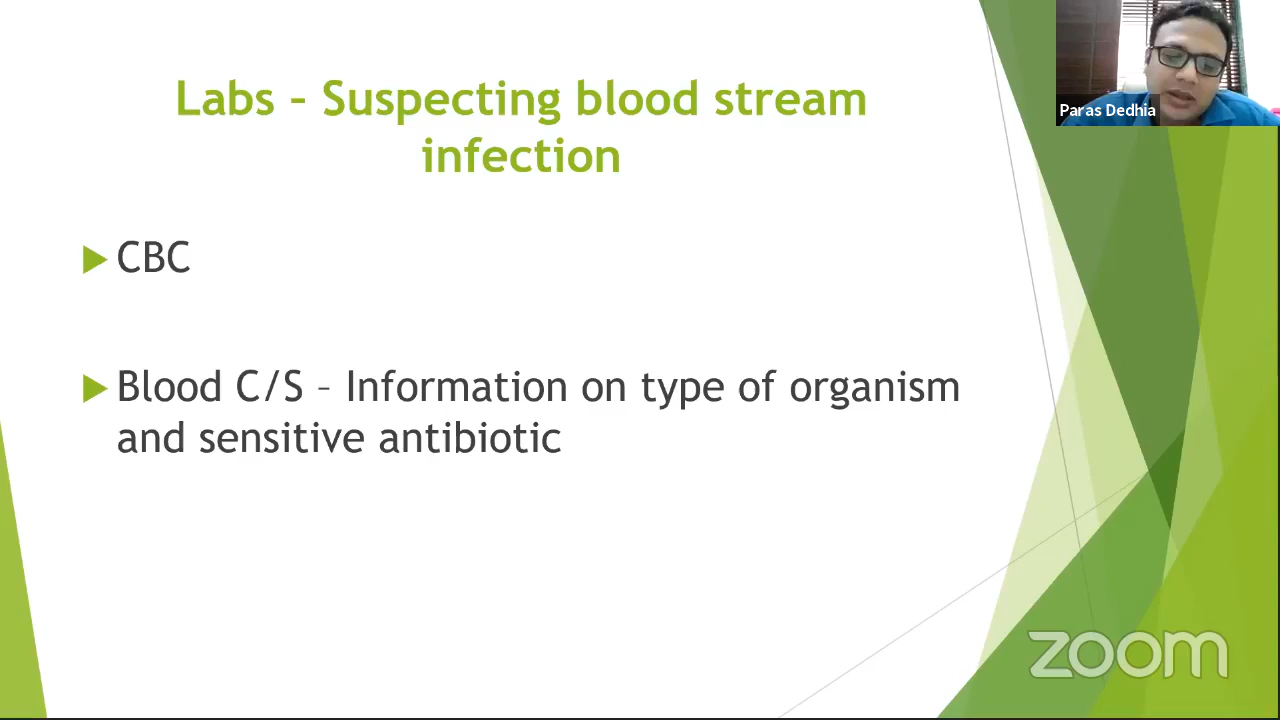 Labs – Suspecting blood stream
infection
CBC
Blood C/S – Information on type of organism
and sensitive antibiotic
Paras Dedhia
zoom